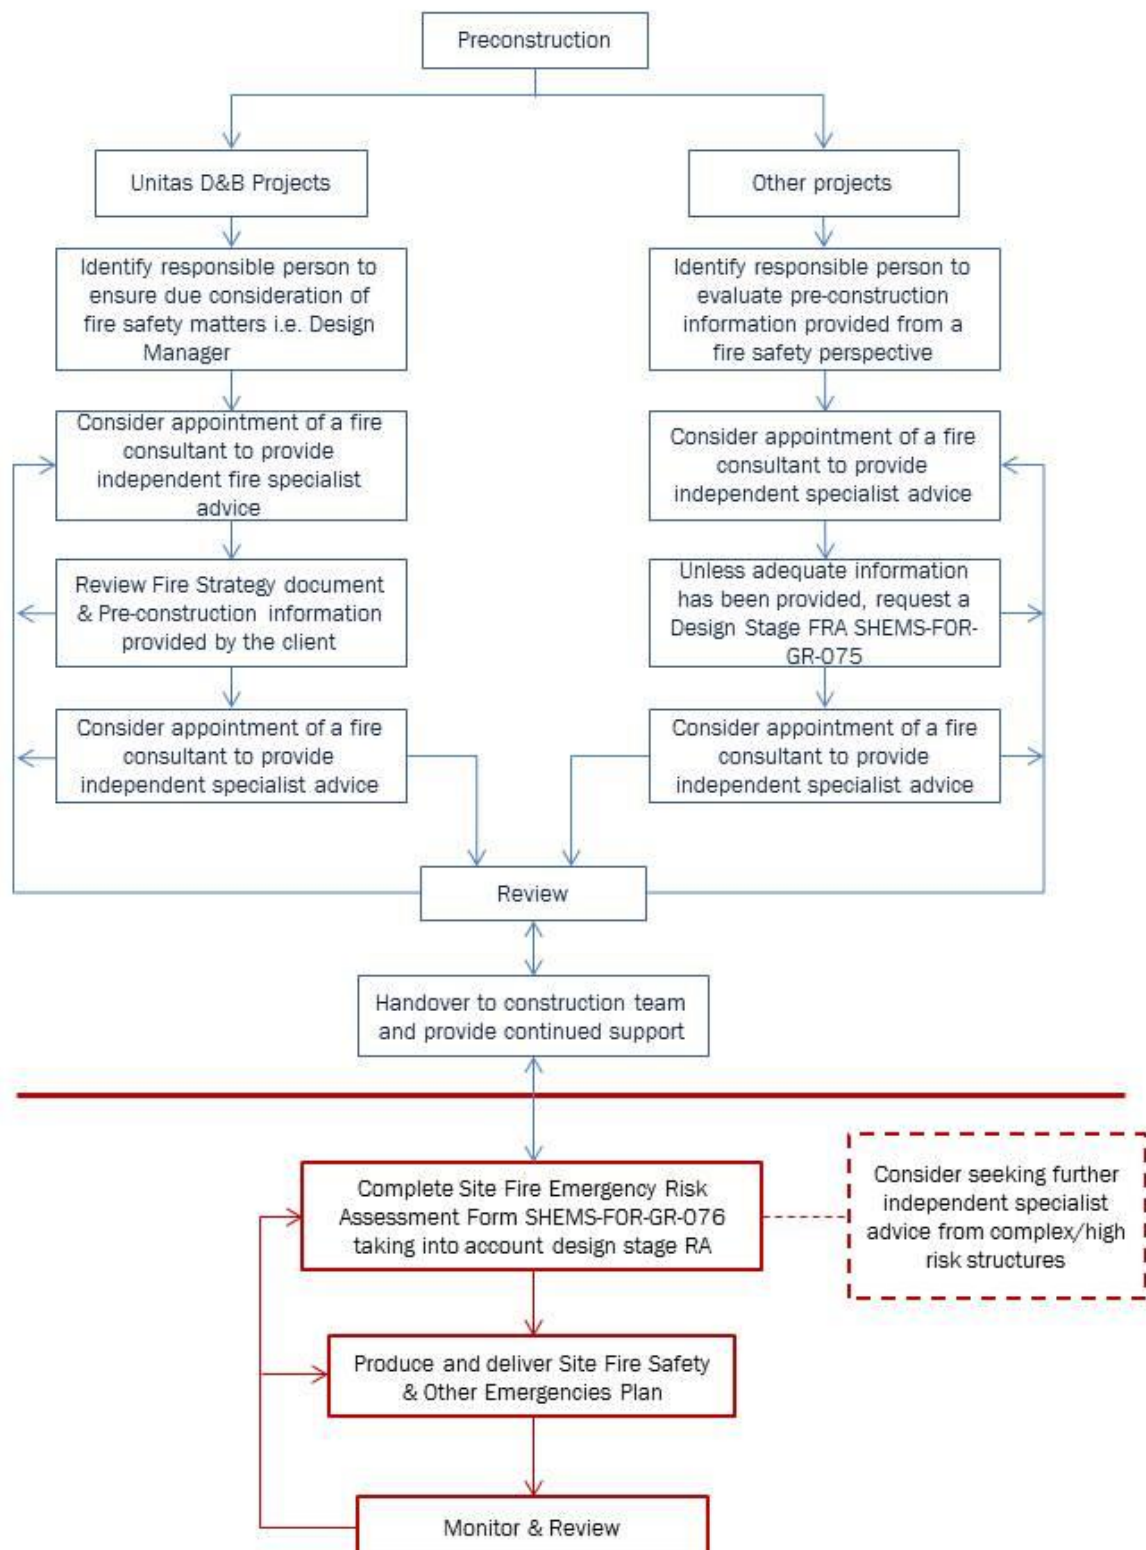 Preconstruction
Unitas D&B Projects
Other projects
Identify responsible person to
ensure due consideration of
fire safety matters i.e. Design
Manager
Identify responsible person to
evaluate pre-construction
information provided from a
fire safety perspective
Consider appointment of a fire
consultant to provide
independent fire specialist
advice
Consider appointment of a fire
consultant to provide
independent specialist advice
Review Fire Strategy document
& Pre-construction information
provided by the client
Unless adequate information
has been provided, request a
Design Stage FRA SHEMS-FOR-
GR-075
Consider appointment of a fire
consultant to provide
independent specialist advice
Consider appointment of a fire
consultant to provide
independent specialist advice
Review
Handover to construction team
and provide continued support
Complete Site Fire Emergency Risk
Assessment Form SHEMS-FOR-GR-076
taking into account design stage RA
Consider seeking further
independent specialist
advice from complex/high
risk structures
Produce and deliver Site Fire Safety
& Other Emergencies Plan
Monitor & Review